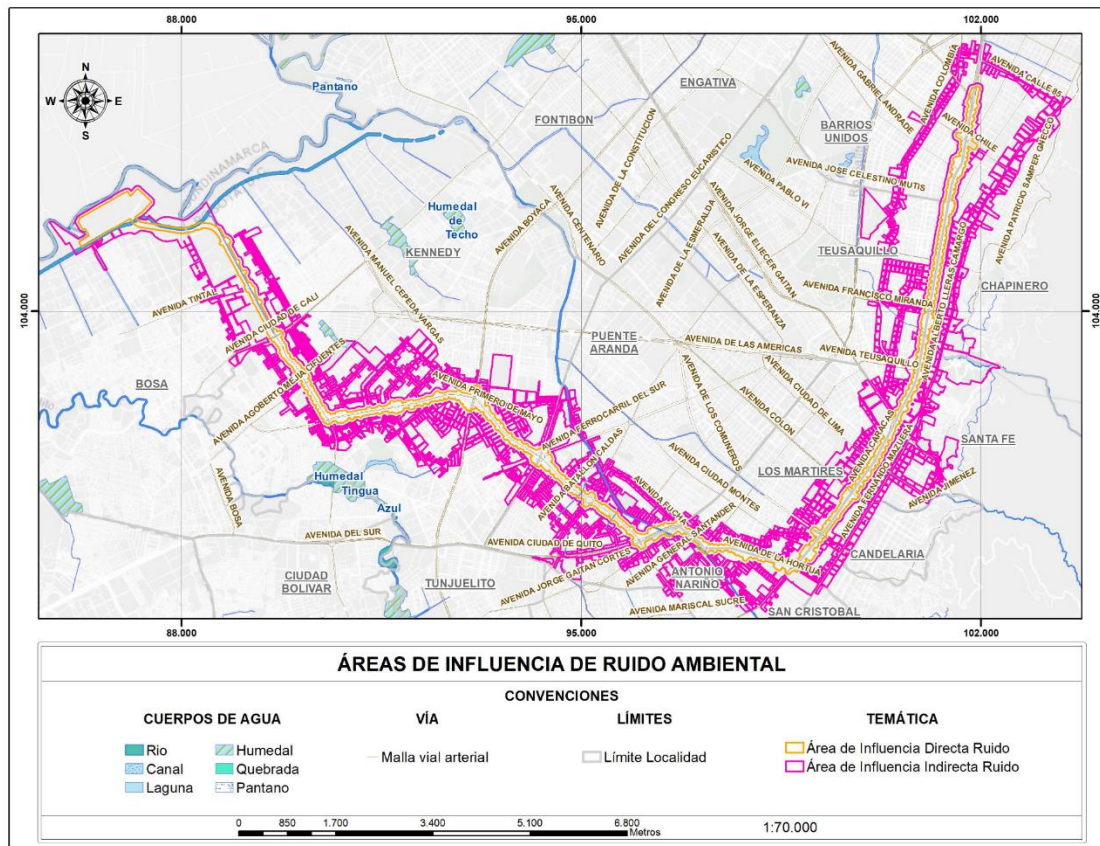 88.000
95.000
102.000
N
W
E
S
Pantano
ENGATIVA
FONTIBON
BARRIOS
UNIDOS
AVENIDA COLOMBIA
AVENIDA CALLE 85
AVENIDA GABRIEL ANDRADE
AVENIDA CHILE
AVENIDA DE LA CONSTITUCION
AVENIDA DEL CONGRESO EUCARISTICO
AVENIDA JOSE CELESTINO MUTIS
AVENIDA PABLO VI
AVENIDA PATRICIO SAMPER GNECCO
Humedal
de
Techo
KENNEDY
AVENIDA BOYACA
AVENIDA CENTENARIO
AVENIDA DE LA ESMERALDA
AVENIDA JORGE ELIECER GAITAN
AVENIDA DE LA ESPERANZA
TEUSAQUILLO
AVENIDA MANUEL CEPEDA VARGAS
AVENIDA FRANCISCO MIRANDA
AVENIDA ALBERTO LLERAS CAMARGO
CHAPINERO
104.000
104.000
AVENIDA TINTAL
AVENIDA CIUDAD DE CALI
PUENTE
ARANDA
AVENIDA DE LAS AMERICAS
AVENIDA TEUSAQUILLO
BOSA
AVENIDA AGOBERTO MEJIA CIFUENTES
AVENIDA PRIMERO DE MAYO
AVENIDA FERROCARRIL DEL SUR
AVENIDA DE LOS COMUNEROS
AVENIDA COLON
AVENIDA CIUDAD DE LIMA
AVENIDA CARACAS
SANTA FE
AVENIDA BOSA
AVENIDA BATALLON CALDAS
AVENIDA CIUDAD MONTES
LOS MARTIRES
AVENIDA FERNANDO MAZUERA
AVENIDA JIMENEZ
Humedal
Tingua
Azul
AVENIDA FUCHA
AVENIDA DEL SUR
AVENIDA CIUDAD DE QUITO
AVENIDA GENERAL SANTANDER
AVENIDA DE LA HORTUA
CANDELARIA
CIUDAD
BOLIVAR
TUNJUELITO
AVENIDA JORGE GAITAN CORTES
ANTONIO
NARIÑO
AVENIDA MARISCAL SUCRE
SAN CRISTOBAL
88.000
95.000
102.000
ÁREAS DE INFLUENCIA DE RUIDO AMBIENTAL
CONVENCIONES
CUERPOS DE AGUA
VÍA
LÍMITES
TEMÁTICA
Rio
Humedal
Malla vial arterial
Límite Localidad
Área de Influencia Directa Ruido
Canal
Quebrada
Área de Influencia Indirecta Ruido
Laguna
Pantano
0 850 1.700 3.400 5.100 6.800
Metros
1:70.000